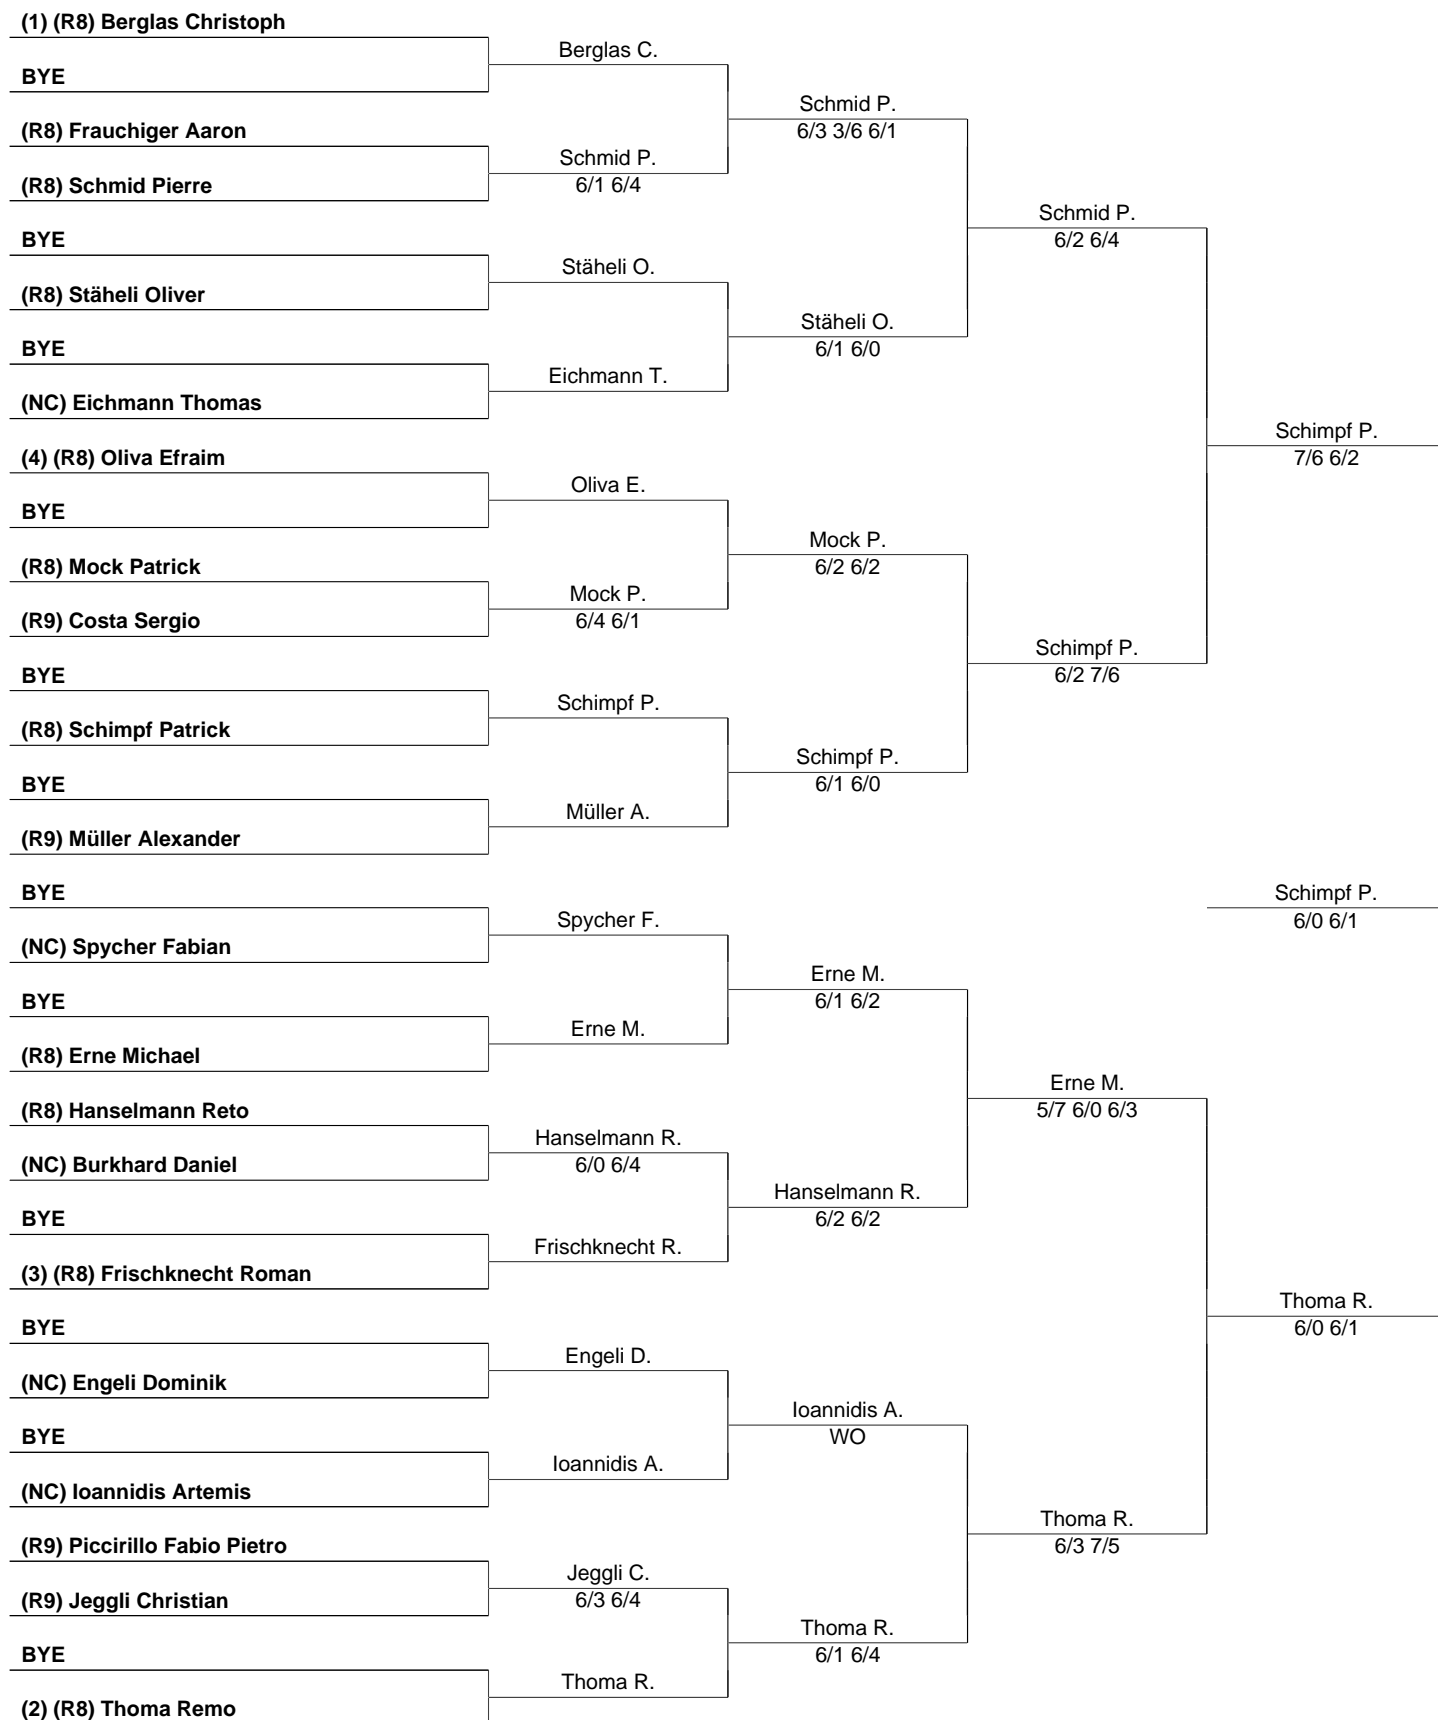 (1) (R8) Berglas Christoph
BYE
(R8) Frauchiger Aaron
(R8) Schmid Pierre
BYE
(R8) Stäheli Oliver
BYE
(NC) Eichmann Thomas
(4) (R8) Oliva Efraim
BYE
(R8) Mock Patrick
(R9) Costa Sergio
BYE
(R8) Schimpf Patrick
BYE
(R9) Müller Alexander
BYE
(NC) Spycher Fabian
BYE
(R8) Erne Michael
(R8) Hanselmann Reto
(NC) Burkhard Daniel
BYE
(3) (R8) Frischknecht Roman
BYE
(NC) Engeli Dominik
BYE
(NC) Ioannidis Artemis
(R9) Piccirillo Fabio Pietro
(R9) Jeggli Christian
BYE
(2) (R8) Thoma Remo
Berglas C.
Schmid P.
6/1 6/4
Stäheli O.
Eichmann T.
Oliva E.
Mock P.
6/4 6/1
Schimpf P.
Müller A.
Spycher F.
Erne M.
Hanselmann R.
6/0 6/4
Frischknecht R.
Engeli D.
Ioannidis A.
Jeggli C.
6/3 6/4
Thoma R.
Schmid P.
6/3 3/6 6/1
Stäheli O.
6/1 6/0
Mock P.
6/2 6/2
Schimpf P.
6/1 6/0
Erne M.
6/1 6/2
Hanselmann R.
6/2 6/2
Ioannidis A.
WO
Thoma R.
6/1 6/4
Schmid P.
6/2 6/4
Schimpf P.
6/2 7/6
Erne M.
5/7 6/0 6/3
Thoma R.
6/3 7/5
Schimpf P.
7/6 6/2
Schimpf P.
6/0 6/1
Thoma R.
6/0 6/1